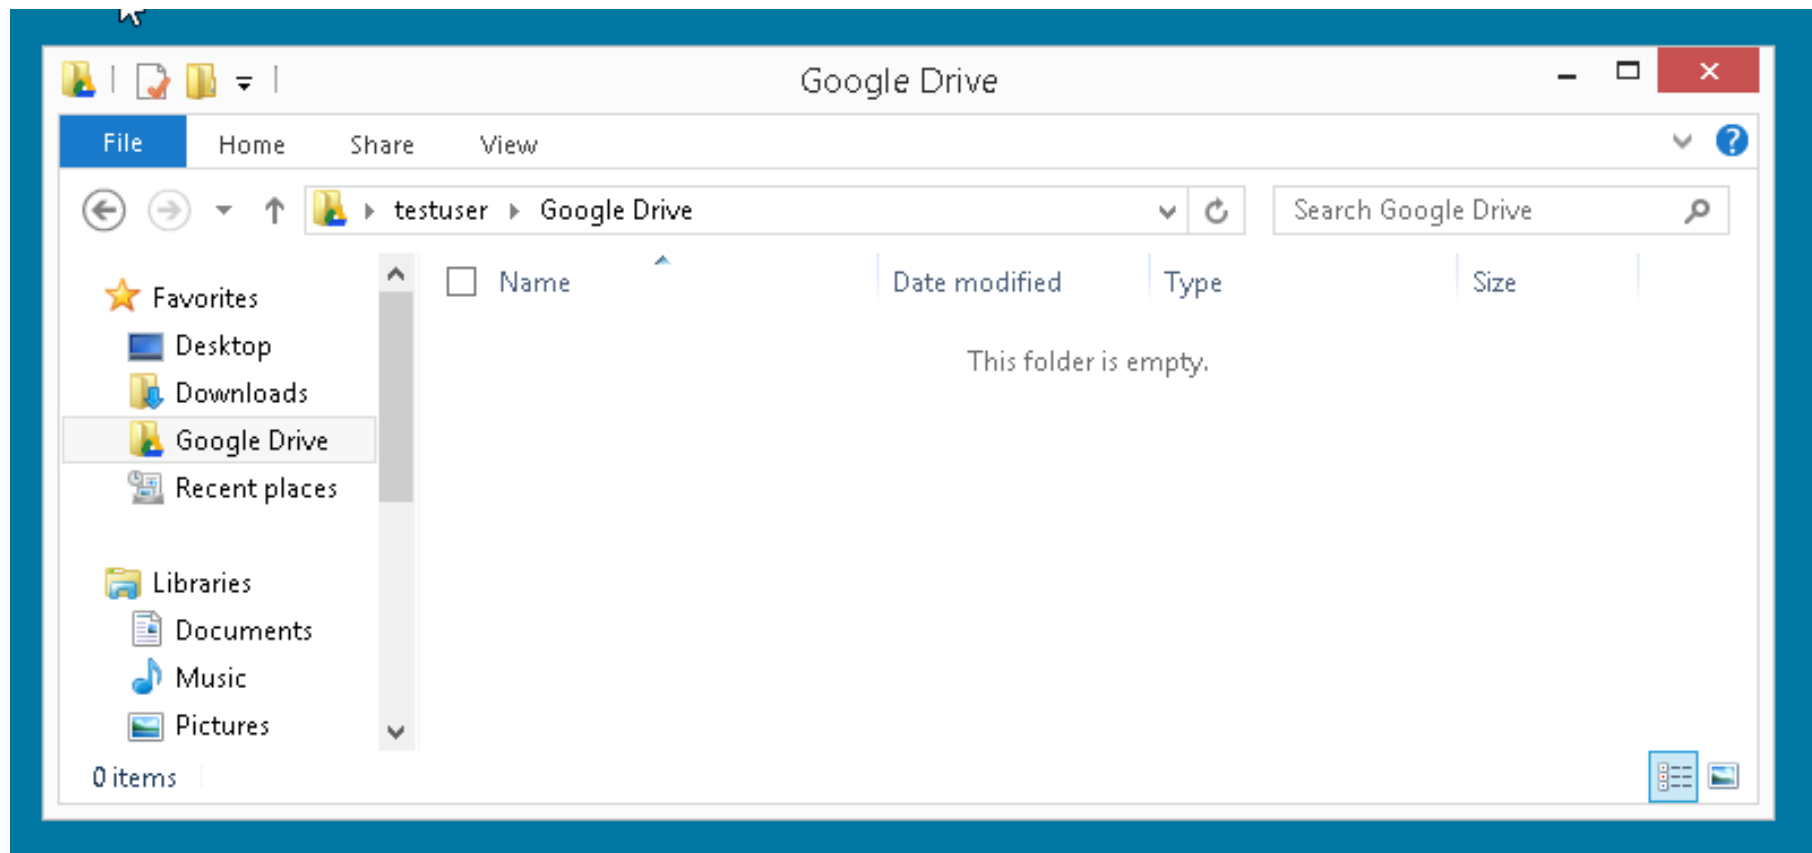 Google Drive
File Home Share View
testuser Google Drive Search Google Drive
Name Date modified Type Size
This folder is empty.
Favorites
Desktop
Downloads
Google Drive
Recent places
Libraries
Documents
Music
Pictures
0 items